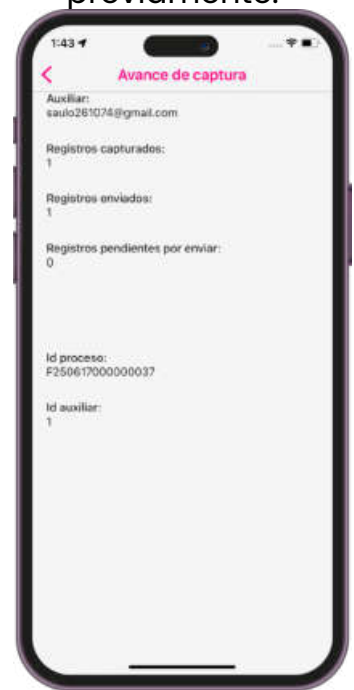 previamente.
1:43
Avance de captura
Auxiliar:
saulo261074@gmail.com
Registros capturados:
1
Registros enviados:
1
Registros pendientes por enviar:
0
Id proceso:
F250617000000037
Id auxiliar:
1